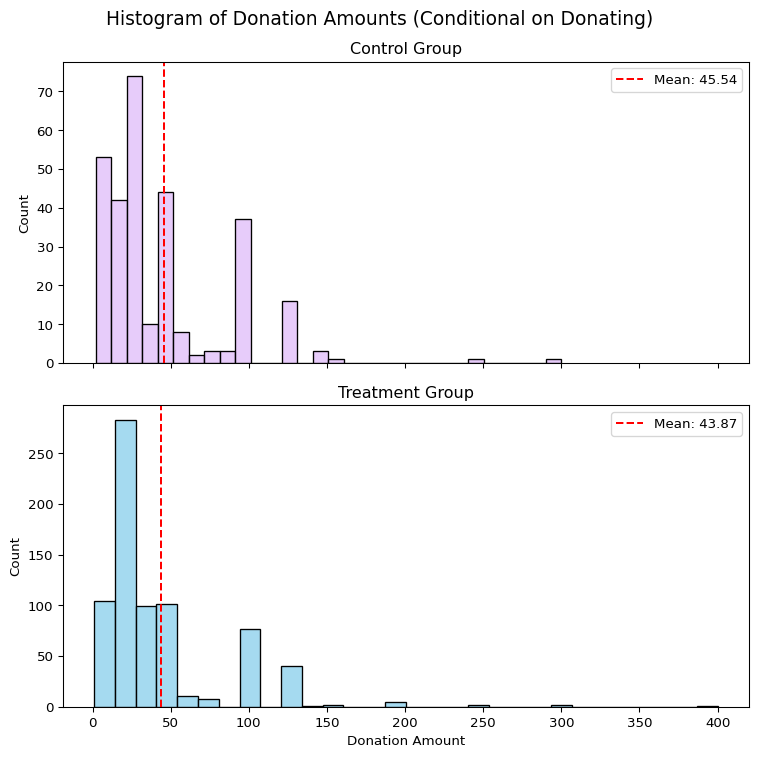 Histogram of Donation Amounts (Conditional on Donating)
Control Group
Mean: 45.54
Count
70
60
50
40
30
20
10
0
Treatment Group
Mean: 43.87
Count
250
200
150
100
50
0
0 50 100 150 200 250 300 350 400
Donation Amount